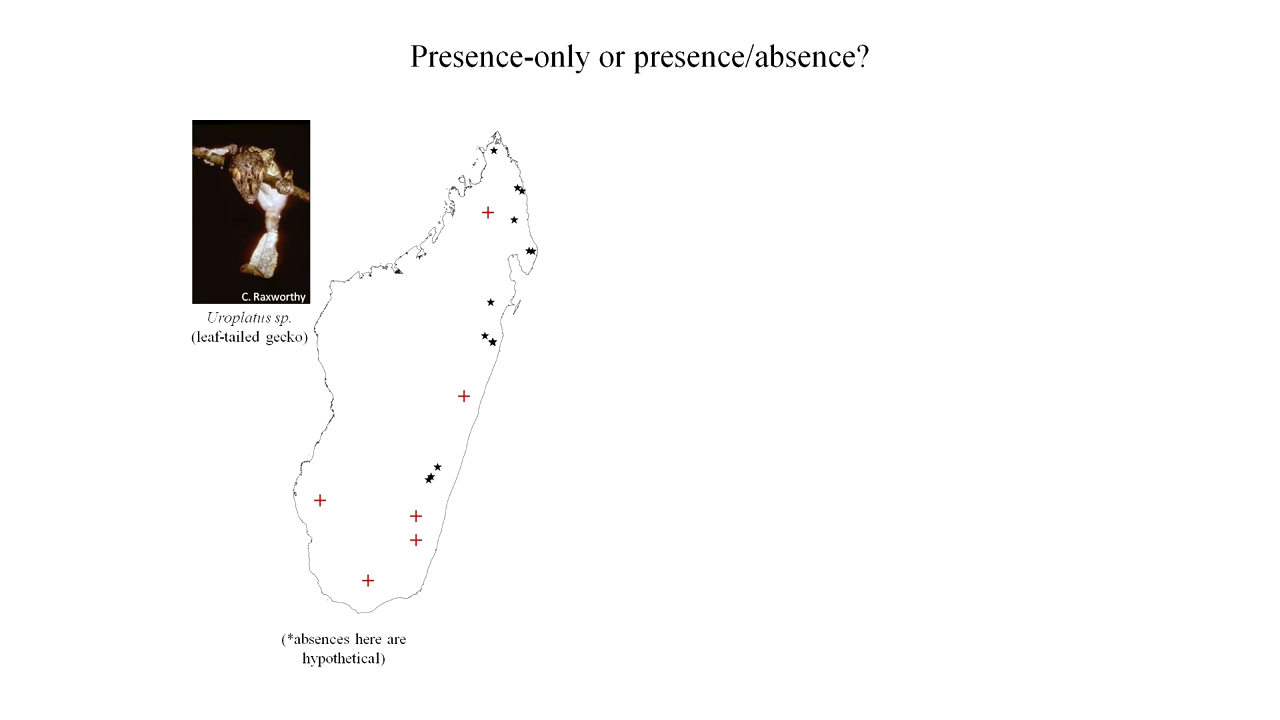 Presence-only or presence/absence?
C. Raxworthy
Uroplatus sp.
(leaf-tailed gecko)
(*absences here are
hypothetical)